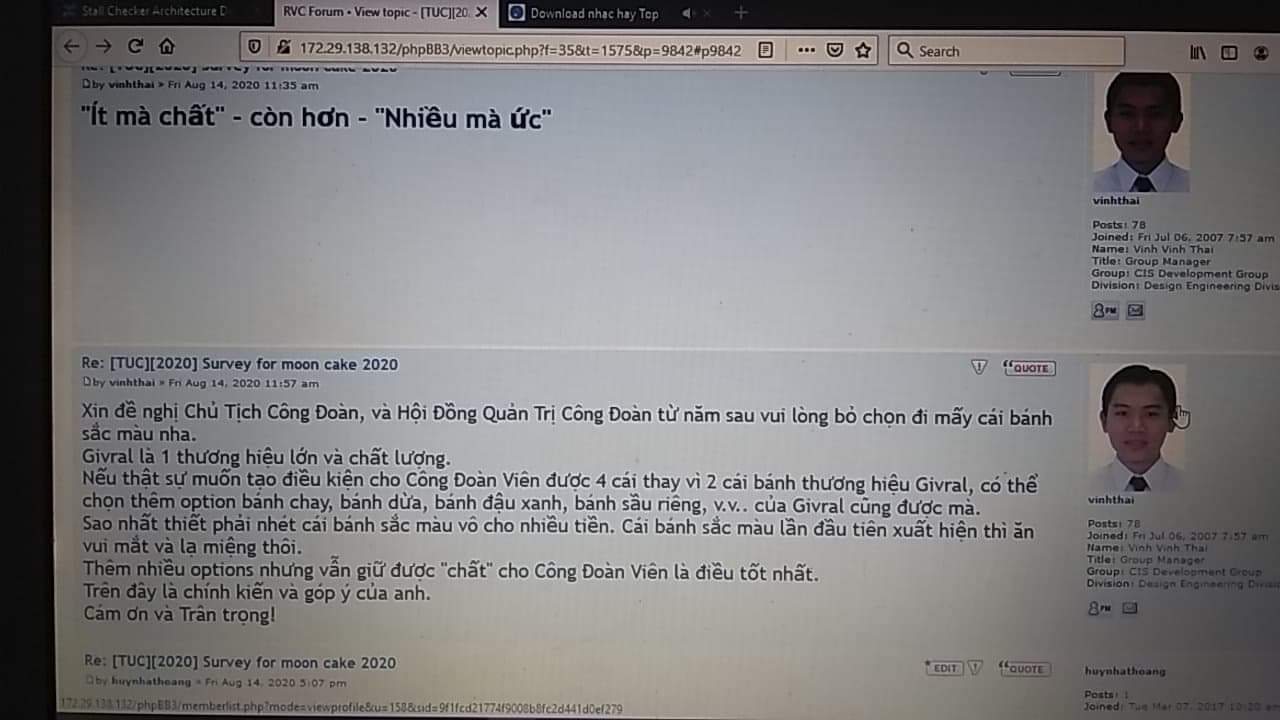 Stall Checker Architecture D
RVC Forum • View topic - [TUC][20
Download nhạc hay Top
172.29.138.132/phpBB3/viewtopic.php?f=35&t=1575&p=9842#p9842
Search
Re: [TUC][2020] Survey for moon cake 2020
by vinhthai » Fri Aug 14, 2020 11:35 am
"Ít mà chất" - còn hơn - "Nhiều mà ức"
vinhthai
Posts: 78
Joined: Fri Jul 06, 2007 7:57 am
Name: Vinh Vinh Thai
Title: Group Manager
Group: CIS Development Group
Division: Design Engineering Divis
PM
Re: [TUC][2020] Survey for moon cake 2020
QUOTE
by vinhthai » Fri Aug 14, 2020 11:57 am
Xin đề nghị Chủ Tịch Công Đoàn, và Hội Đồng Quản Trị Công Đoàn từ năm sau vui lòng bỏ chọn đi mấy cái bánh
sắc màu nha.
Givral là 1 thương hiệu lớn và chất lượng.
Nếu thật sự muốn tạo điều kiện cho Công Đoàn Viên được 4 cái thay vì 2 cái bánh thương hiệu Givral, có thể
chọn thêm option bánh chay, bánh dừa, bánh đậu xanh, bánh sầu riêng, v.v.. của Givral cũng được mà.
Sao nhất thiết phải nhét cái bánh sắc màu vô cho nhiều tiền. Cái bánh sắc màu lần đầu tiên xuất hiện thì ăn
vui mắt và lạ miệng thôi.
Thêm nhiều options nhưng vẫn giữ được "chất" cho Công Đoàn Viên là điều tốt nhất.
Trên đây là chính kiến và góp ý của anh.
Cám ơn và Trân trọng!
vinhthai
Posts: 78
Joined: Fri Jul 06, 2007 7:57 am
Name: Vinh Vinh Thai
Title: Group Manager
Group: CIS Development Group
Division: Design Engineering Divis
PM
Re: [TUC][2020] Survey for moon cake 2020
EDIT
QUOTE
by huynhathoang » Fri Aug 14, 2020 5:07 pm
huynhathoang
Posts: 1
Joined: Tue Mar 07, 2017 10:20 am
172.29.138.132/phpBB3/memberlist.php?mode=viewprofile&u=158&sid=9f1fcd21774f9008b8fc2d441d0ef279